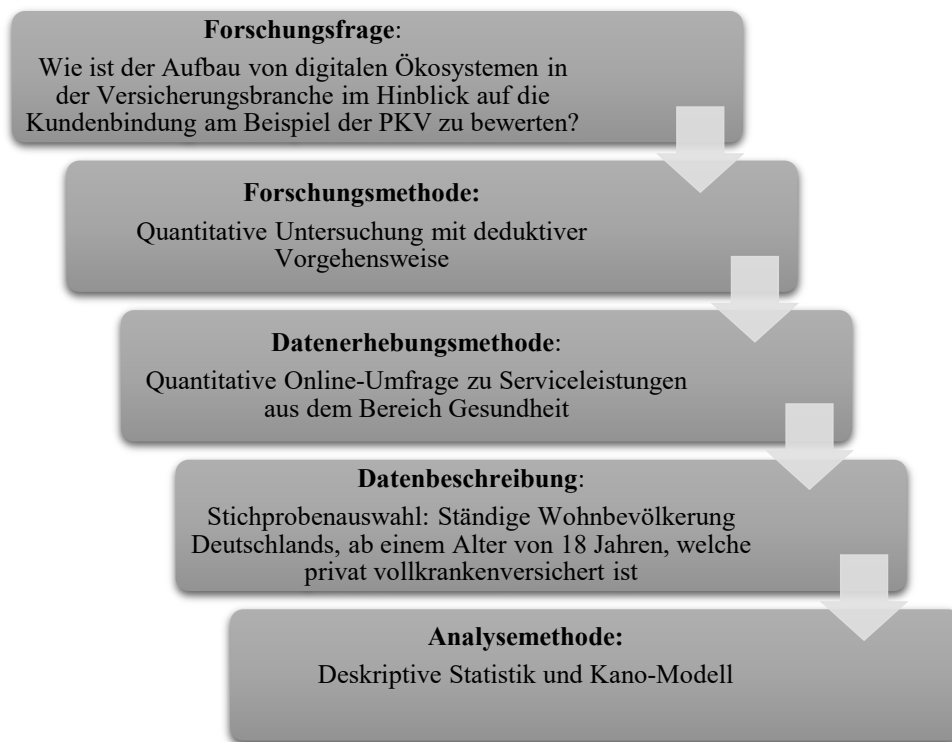 Forschungsfrage:
Wie ist der Aufbau von digitalen Ökosystemen in
der Versicherungsbranche im Hinblick auf die
Kundenbindung am Beispiel der PKV zu bewerten?
Forschungsmethode:
Quantitative Untersuchung mit deduktiver
Vorgehensweise
Datenerhebungsmethode:
Quantitative Online-Umfrage zu Serviceleistungen
aus dem Bereich Gesundheit
Datenbeschreibung:
Stichprobenauswahl: Ständige Wohnbevölkerung
Deutschlands, ab einem Alter von 18 Jahren, welche
privat vollkrankenversichert ist
Analysemethode:
Deskriptive Statistik und Kano-Modell